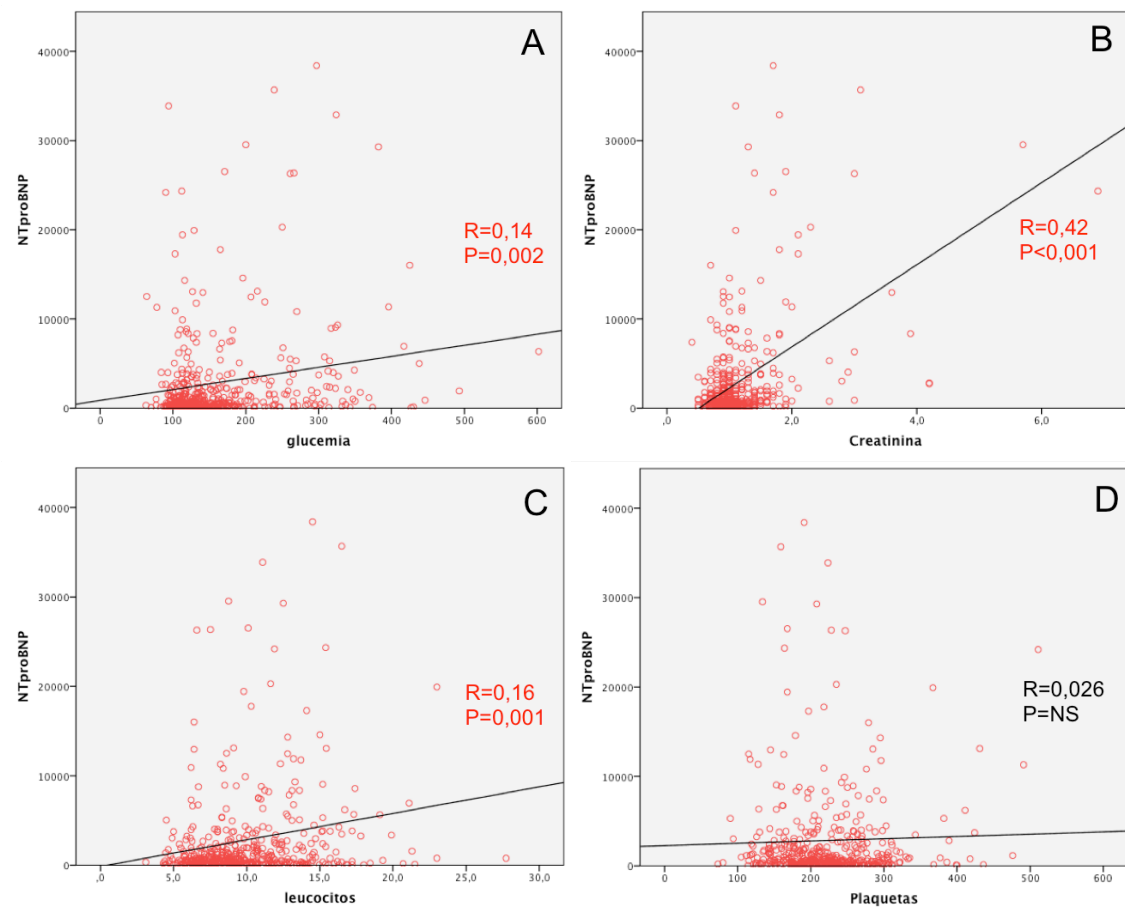 A
40000
30000
20000
10000
0
NTproBNP
R=0,14
P=0,002
0 100 200 300 400 500 600
glucemia
B
40000
30000
20000
10000
0
NTproBNP
R=0,42
P<0,001
,0 2,0 4,0 6,0
Creatinina
C
40000
30000
20000
10000
0
NTproBNP
R=0,16
P=0,001
,0 5,0 10,0 15,0 20,0 25,0 30,0
leucocitos
D
40000
30000
20000
10000
0
NTproBNP
R=0,026
P=NS
0 100 200 300 400 500 600
Plaquetas